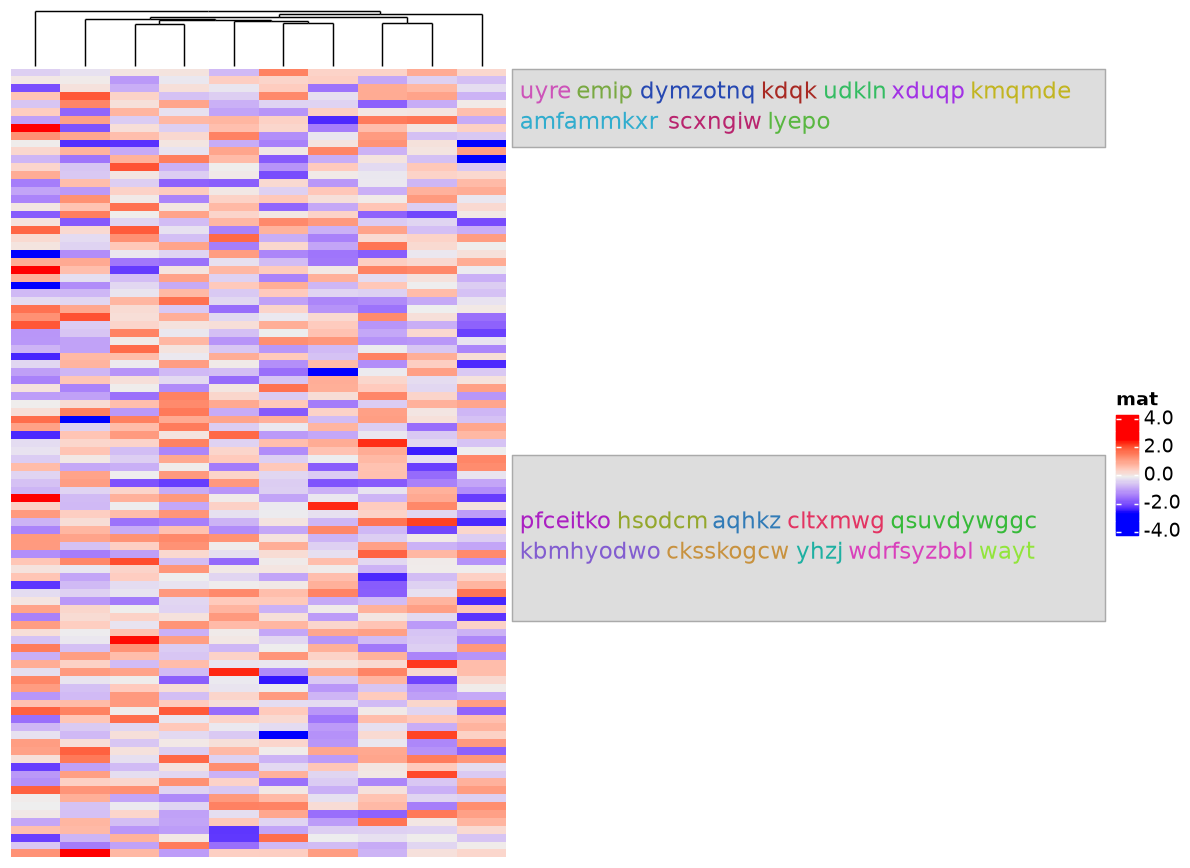 uyre emip dymzotnq kdqk udkln xduqp kmqmde
amfammkxr scxngiw lyepo
mat
4.0
2.0
0.0
-2.0
-4.0
pfceitko hsodcm aqhkz cltxmwg qsuvdywggc
kbmhyodwo cksskogcw yhzj wdrfsyzbbl wayt